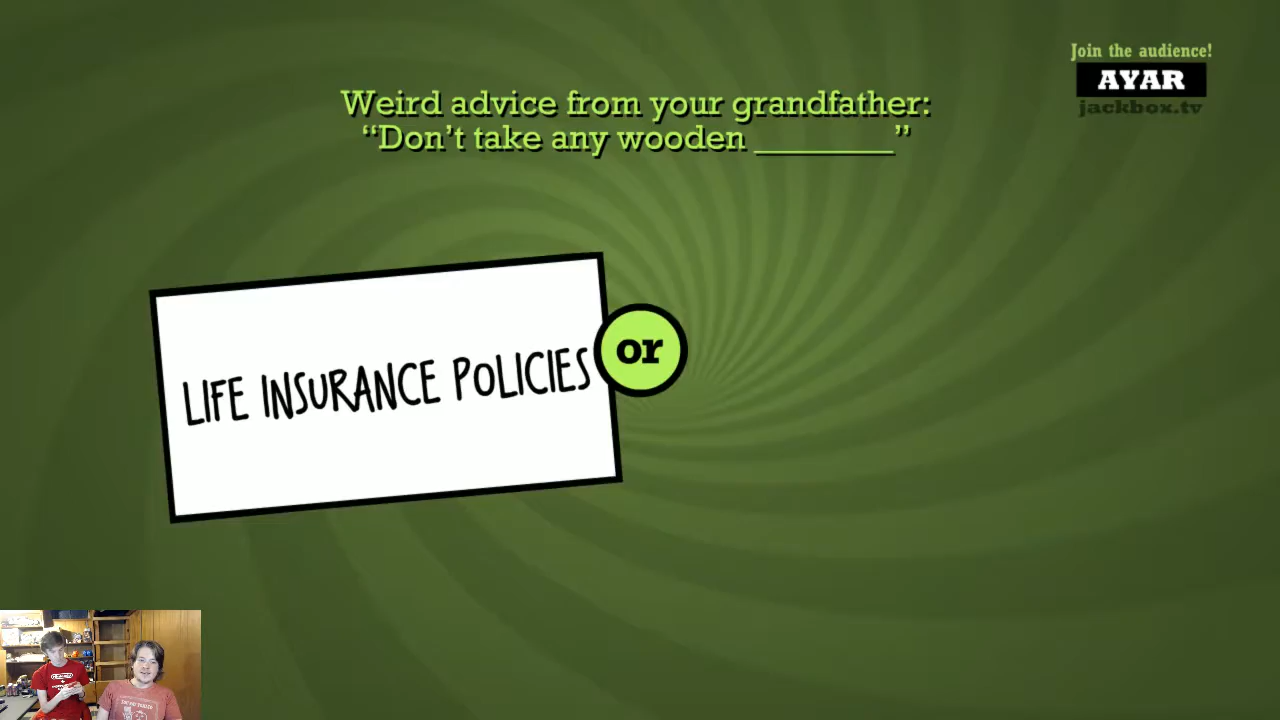 Join the audience!
AYAR
jackbox.tv
Weird advice from your grandfather:
“Don’t take any wooden ________”
LIFE INSURANCE POLICIES
or